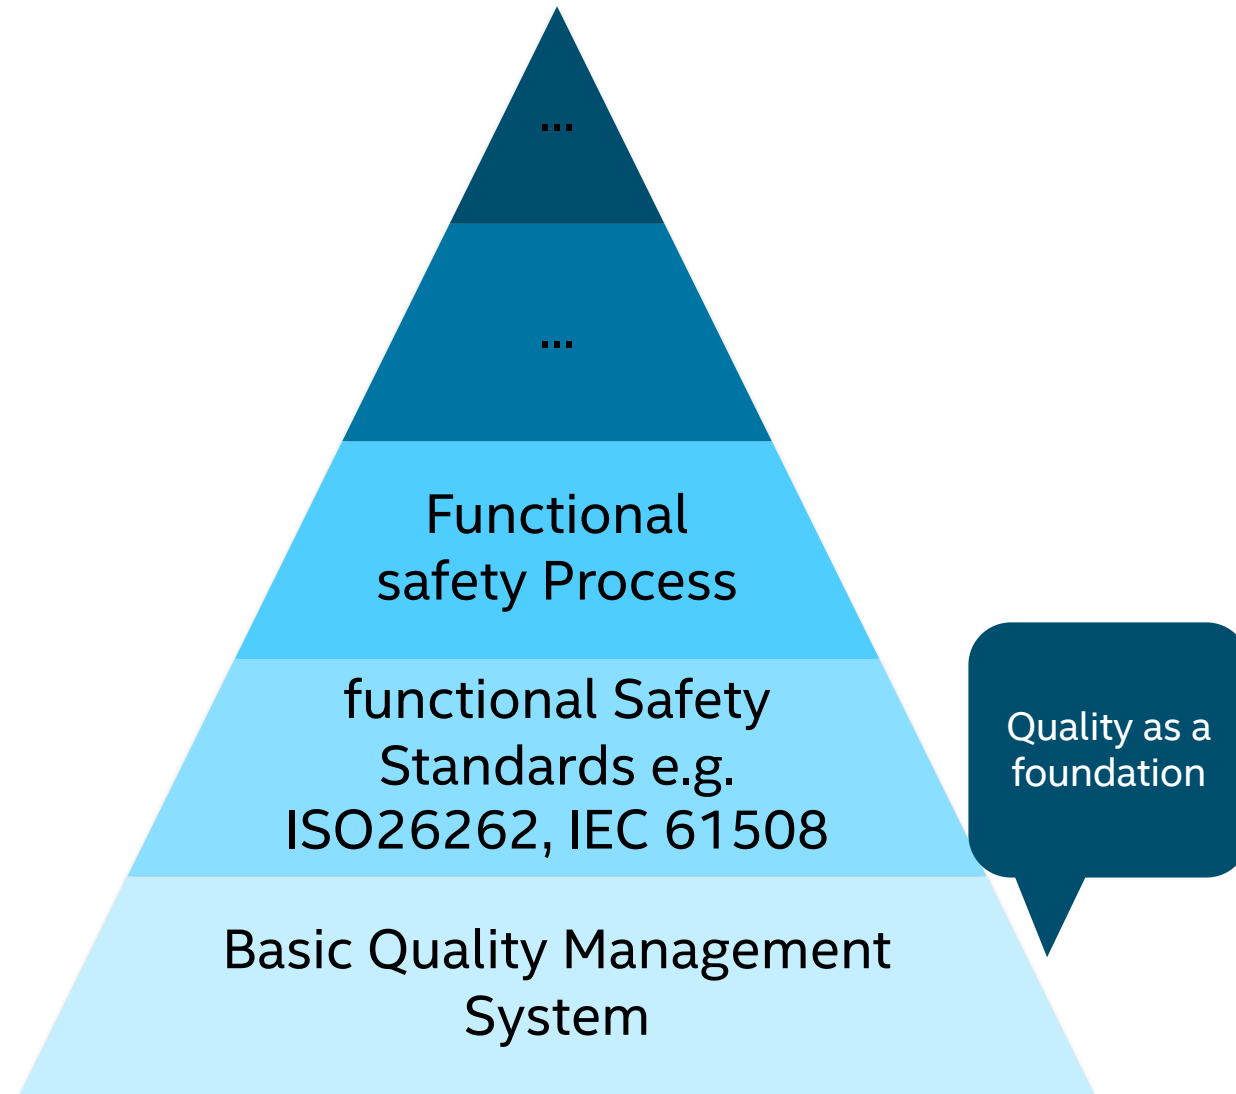 ...
...
Functional
safety Process
functional Safety
Standards e.g.
ISO26262, IEC 61508
Quality as a
foundation
Basic Quality Management
System